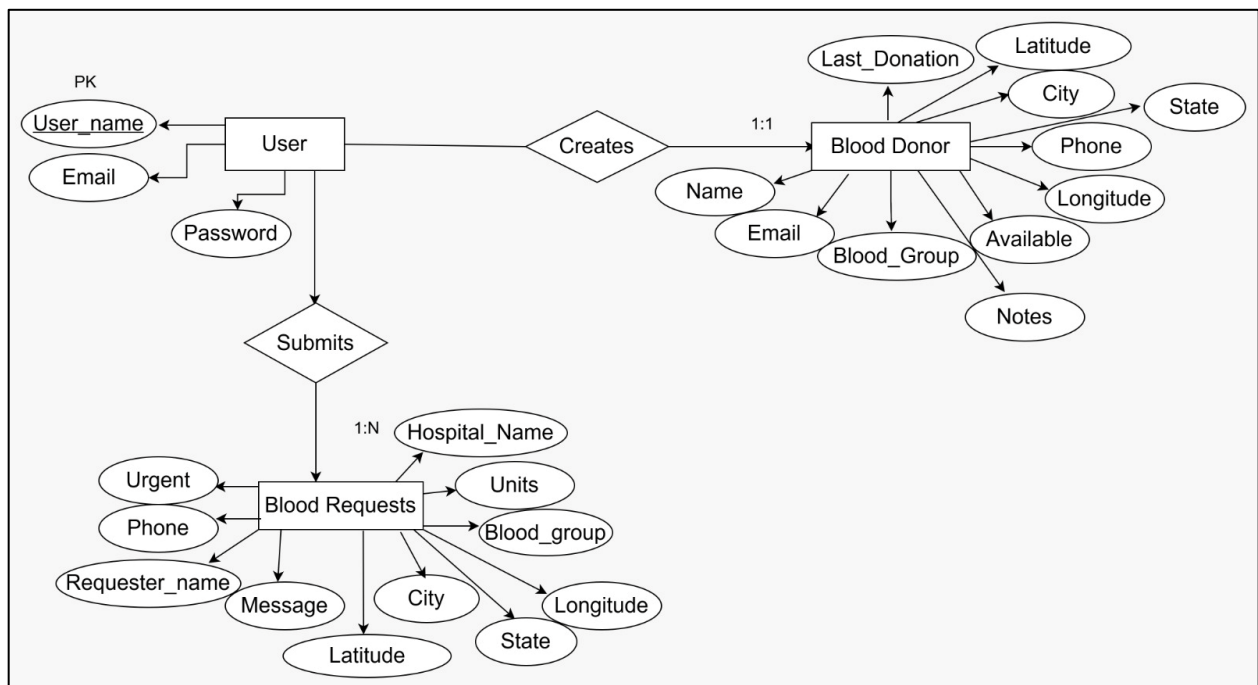 PK
User_name
Email
Password
User
Creates
1:1
Blood Donor
Last_Donation
Latitude
City
State
Phone
Longitude
Available
Notes
Blood_Group
Email
Name
Submits
1:N
Blood Requests
Hospital_Name
Units
Blood_group
Longitude
State
City
Latitude
Message
Requester_name
Phone
Urgent